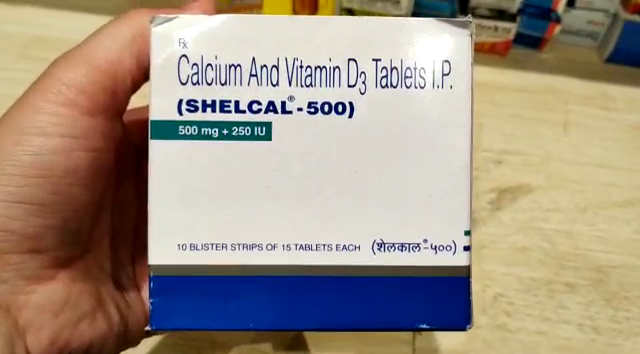 Rx
Calcium And Vitamin D3 Tablets I.P.
(SHELCAL®-500)
500 mg + 250 IU
10 BLISTER STRIPS OF 15 TABLETS EACH (शेलकाल®-५००)